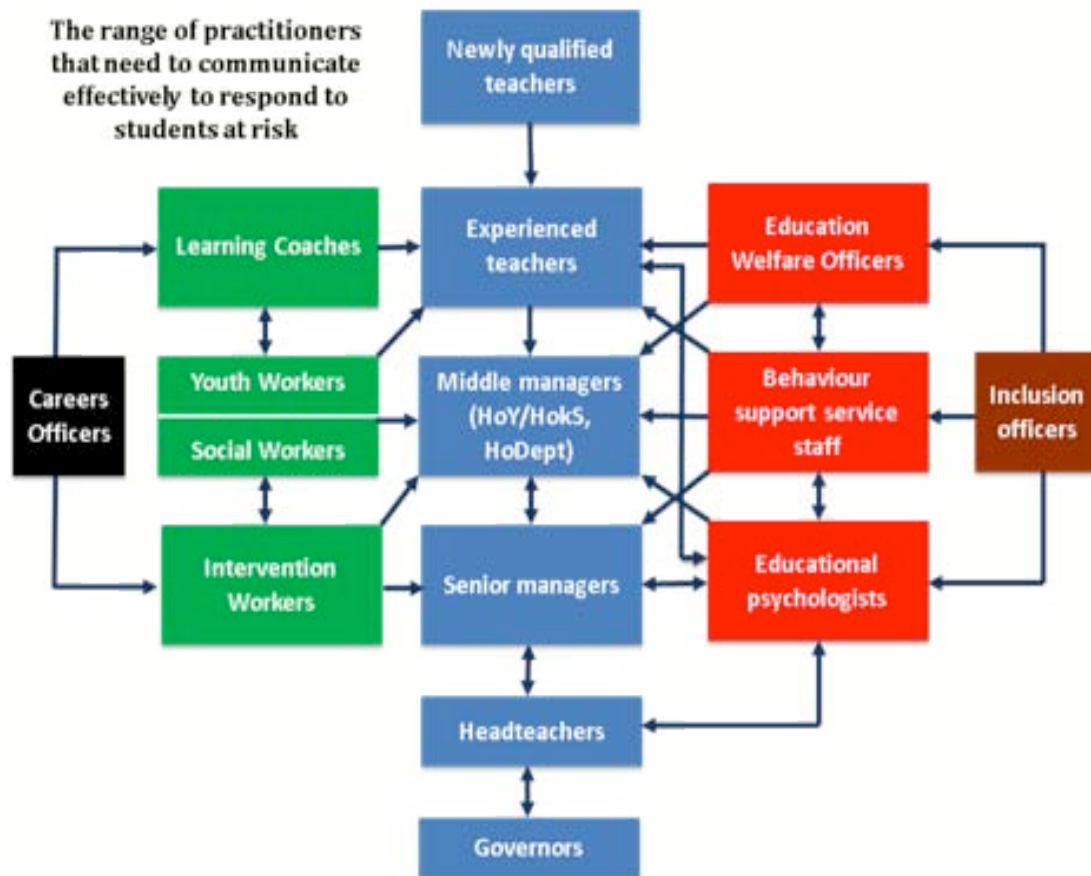 The range of practitioners
that need to communicate
effectively to respond to
students at risk
Newly qualified
teachers
Learning Coaches
Experienced
teachers
Education
Welfare Officers
Careers
Officers
Youth Workers
Social Workers
Middle managers
(HoY/HokS,
HoDept)
Behaviour
support service
staff
Inclusion
officers
Intervention
Workers
Senior managers
Educational
psychologists
Headteachers
Governors